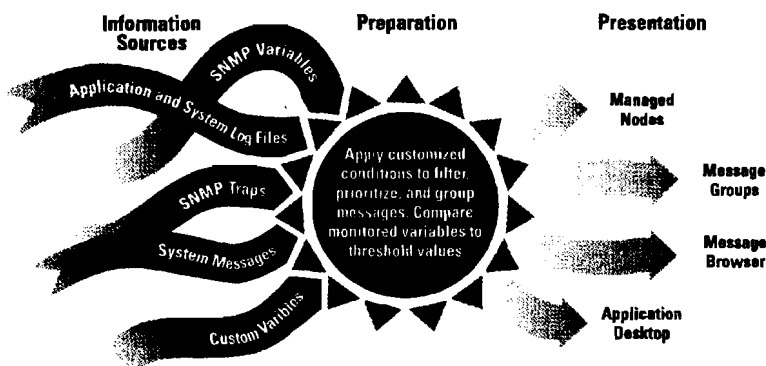 Information
Sources
Preparation
Presentation
SNMP Variables
Application and System Log Files
SNMP Traps
System Messages
Custom Varibles
Apply customized
conditions to filter,
prioritize, and group
messages. Compare
monitored variables to
threshold values
Managed
Nodes
Message
Groups
Message
Browser
Application
Desktop